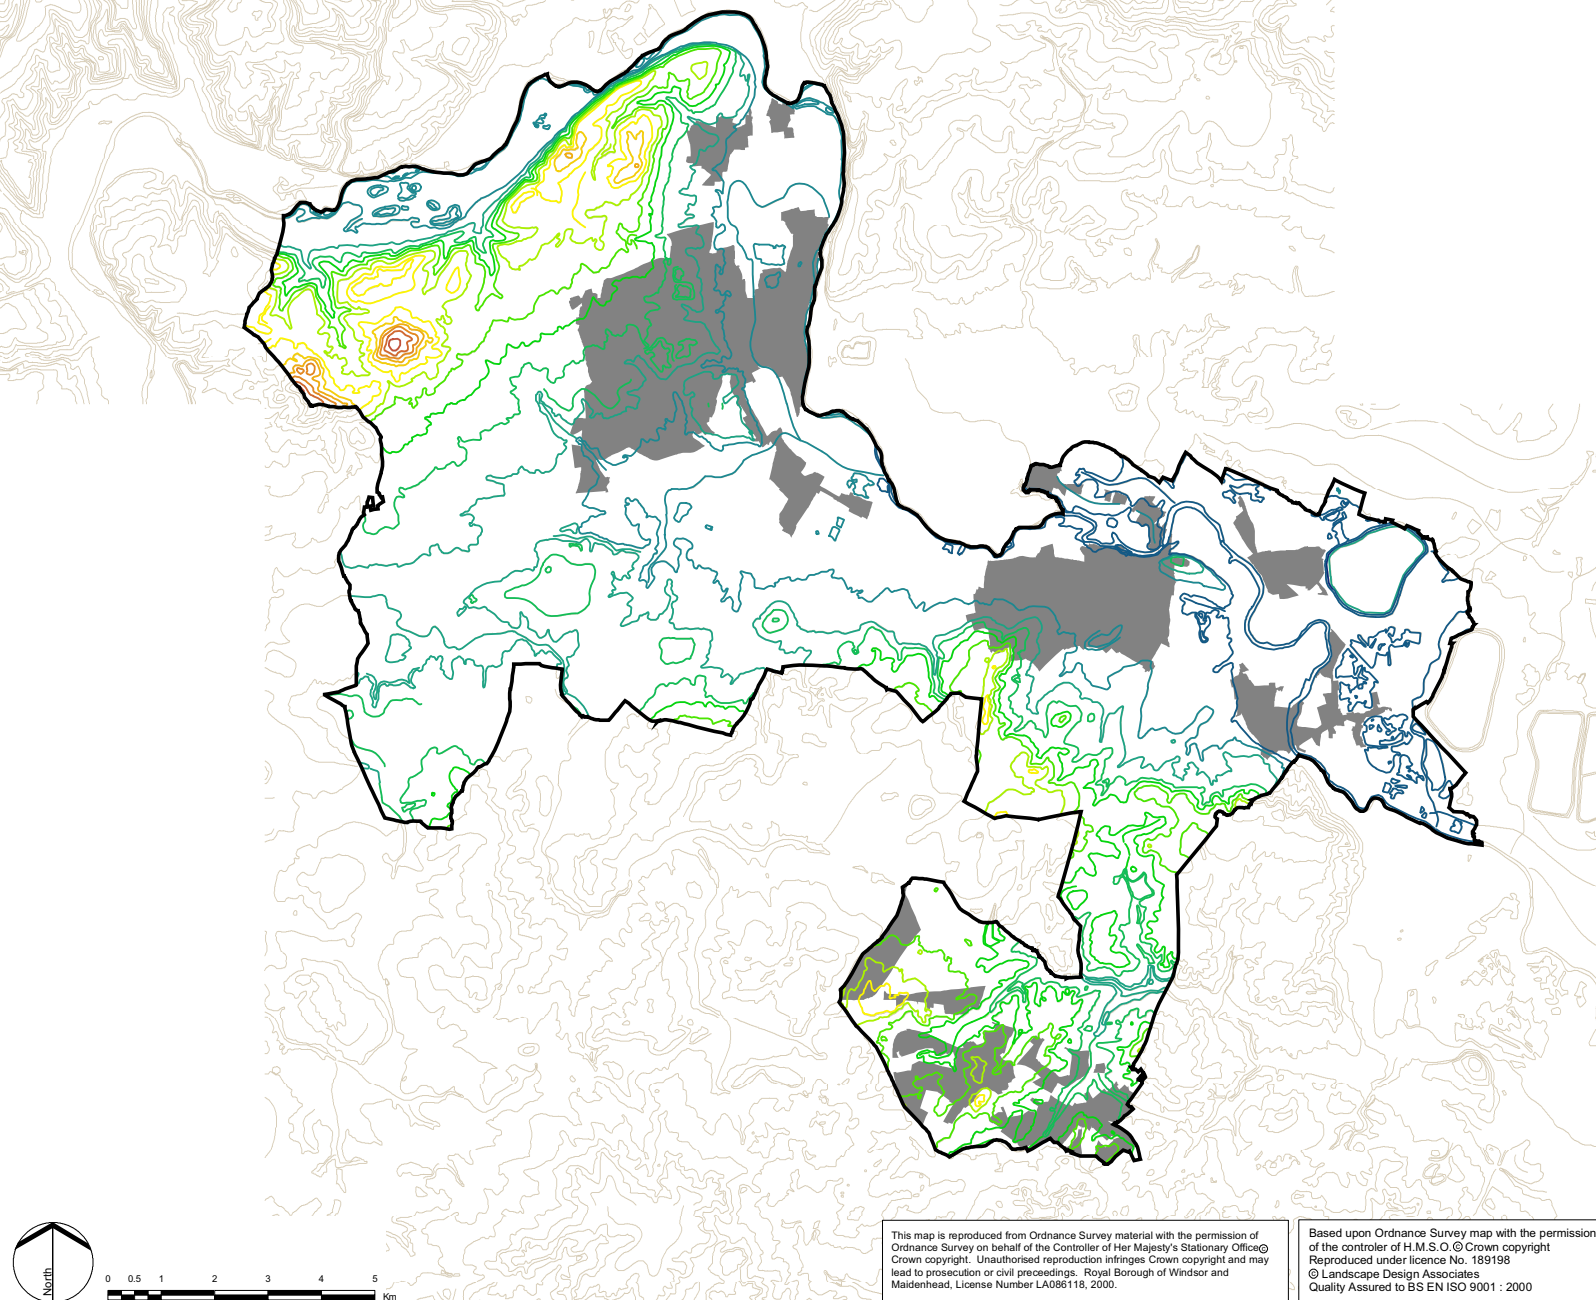 North
0 0.5 1 2 3 4 5
Km
This map is reproduced from Ordnance Survey material with the permission of
Ordnance Survey on behalf of the Controller of Her Majesty's Stationary Office©
Crown copyright. Unauthorised reproduction infringes Crown copyright and may
lead to prosecution or civil preceedings. Royal Borough of Windsor and
Maidenhead, License Number LA086118, 2000.
Based upon Ordnance Survey map with the permission
of the controler of H.M.S.O.© Crown copyright
Reproduced under licence No. 189198
© Landscape Design Associates
Quality Assured to BS EN ISO 9001 : 2000